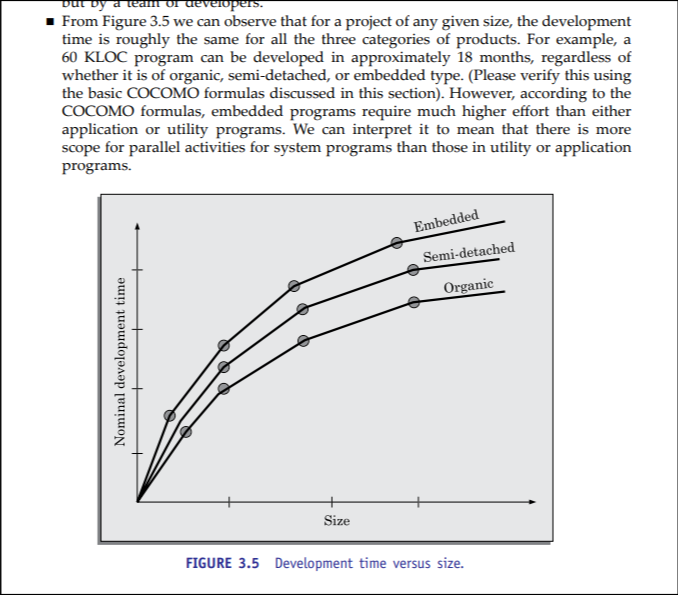 but by a team of developers.
▪ From Figure 3.5 we can observe that for a project of any given size, the development
time is roughly the same for all the three categories of products. For example, a
60 KLOC program can be developed in approximately 18 months, regardless of
whether it is of organic, semi-detached, or embedded type. (Please verify this using
the basic COCOMO formulas discussed in this section). However, according to the
COCOMO formulas, embedded programs require much higher effort than either
application or utility programs. We can interpret it to mean that there is more
scope for parallel activities for system programs than those in utility or application
programs.
Embedded
Semi-detached
Organic
Nominal development time
Size
FIGURE 3.5 Development time versus size.